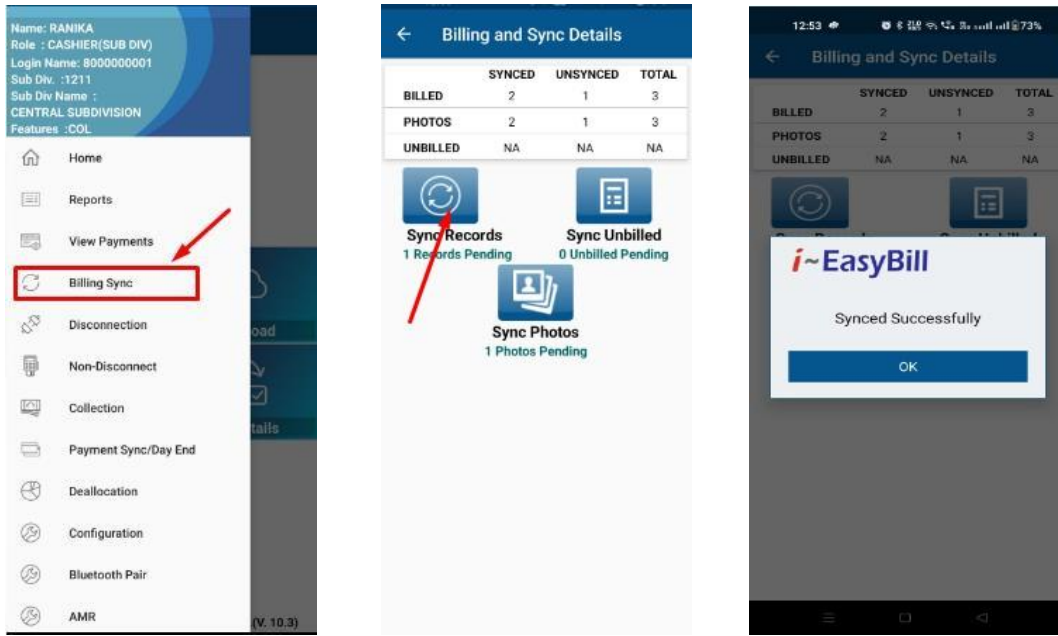 Name: RANIKA
Role : CASHIER(SUB DIV)
Login Name: 8000000001
Sub Div. :1211
Sub Div Name :
CENTRAL SUBDIVISION
Features :COL
Home
Reports
View Payments
Billing Sync
Disconnection
Non-Disconnect
Collection
Payment Sync/Day End
Deallocation
Configuration
Bluetooth Pair
AMR
oad
tails
(V. 10.3)
Billing and Sync Details
SYNCED UNSYNCED TOTAL
BILLED 2 1 3
PHOTOS 2 1 3
UNBILLED NA NA NA
Sync Records
1 Records Pending
Sync Unbilled
0 Unbilled Pending
Sync Photos
1 Photos Pending
12:53 73%
Billing and Sync Details
SYNCED UNSYNCED TOTAL
BILLED 2 1 3
PHOTOS 2 1 3
UNBILLED NA NA NA
i~EasyBill
Synced Successfully
OK